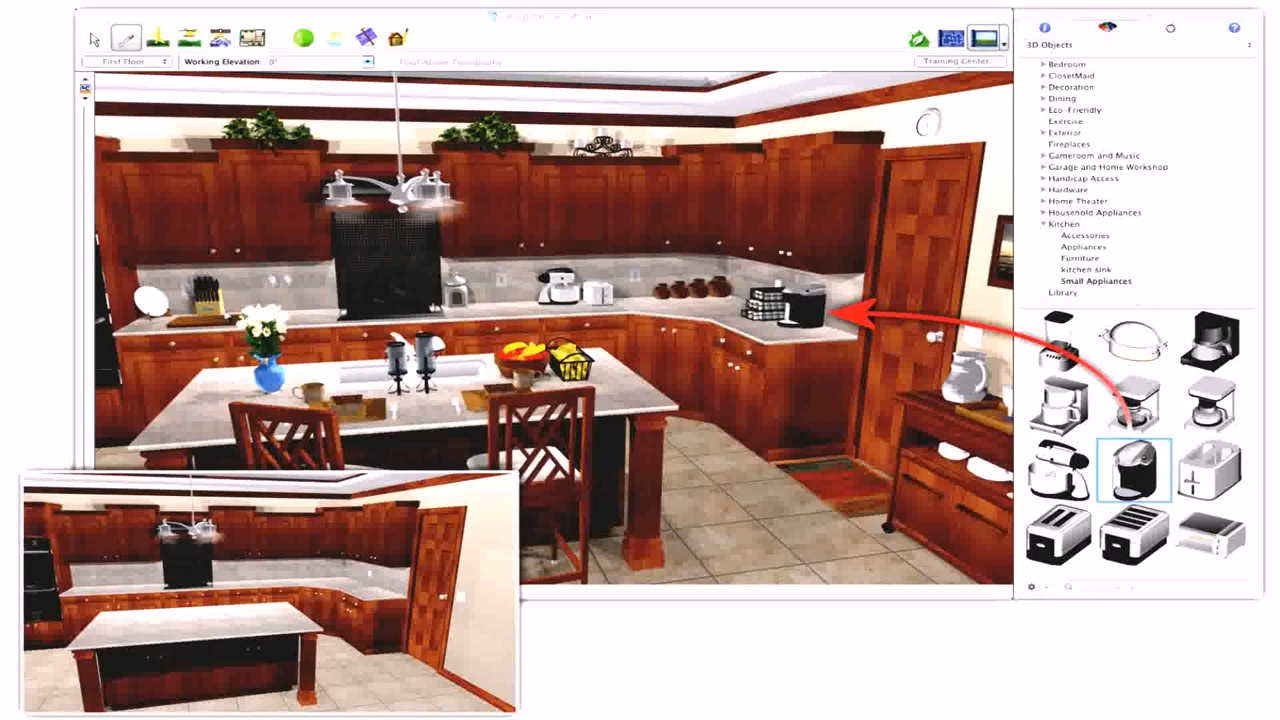 First Floor
Working Elevation: 0"
Training Center
3D Objects
Bedroom
ClosetMaid
Decoration
Dining
Eco-Friendly
Exercise
Exterior
Fireplaces
Gameroom and Music
Garage and Home Workshop
Handicap Access
Hardware
Home Theater
Household Appliances
Kitchen
Accessories
Appliances
Furniture
kitchen sink
Small Appliances
Library